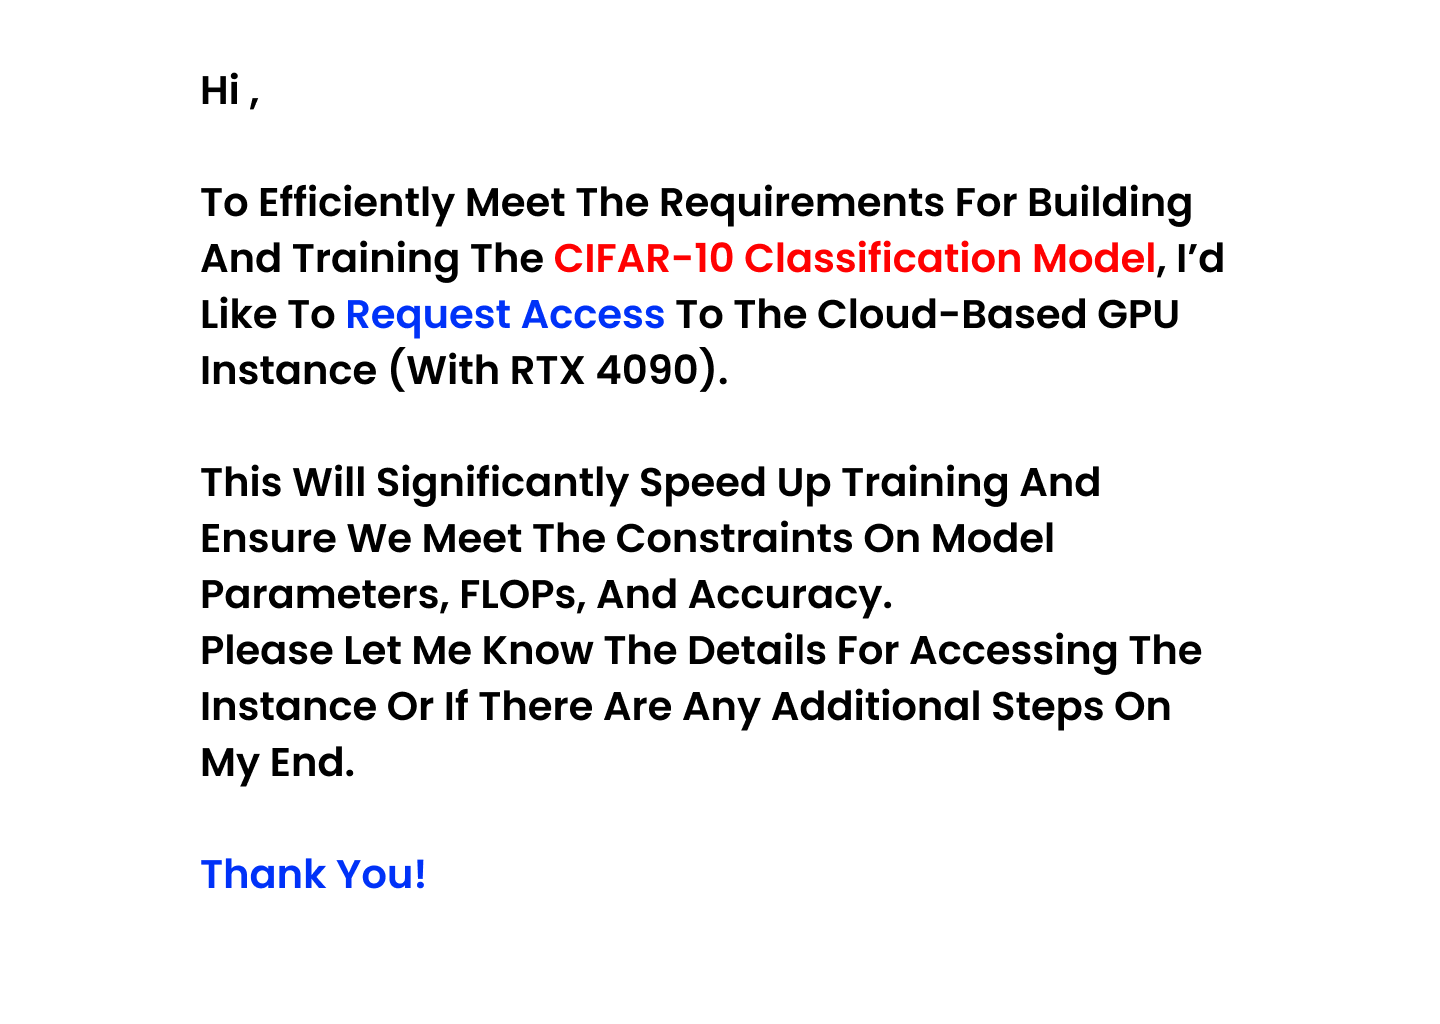 Hi ,
To Efficiently Meet The Requirements For Building
And Training The CIFAR-10 Classification Model, I’d
Like To Request Access To The Cloud-Based GPU
Instance (With RTX 4090).
This Will Significantly Speed Up Training And
Ensure We Meet The Constraints On Model
Parameters, FLOPs, And Accuracy.
Please Let Me Know The Details For Accessing The
Instance Or If There Are Any Additional Steps On
My End.
Thank You!